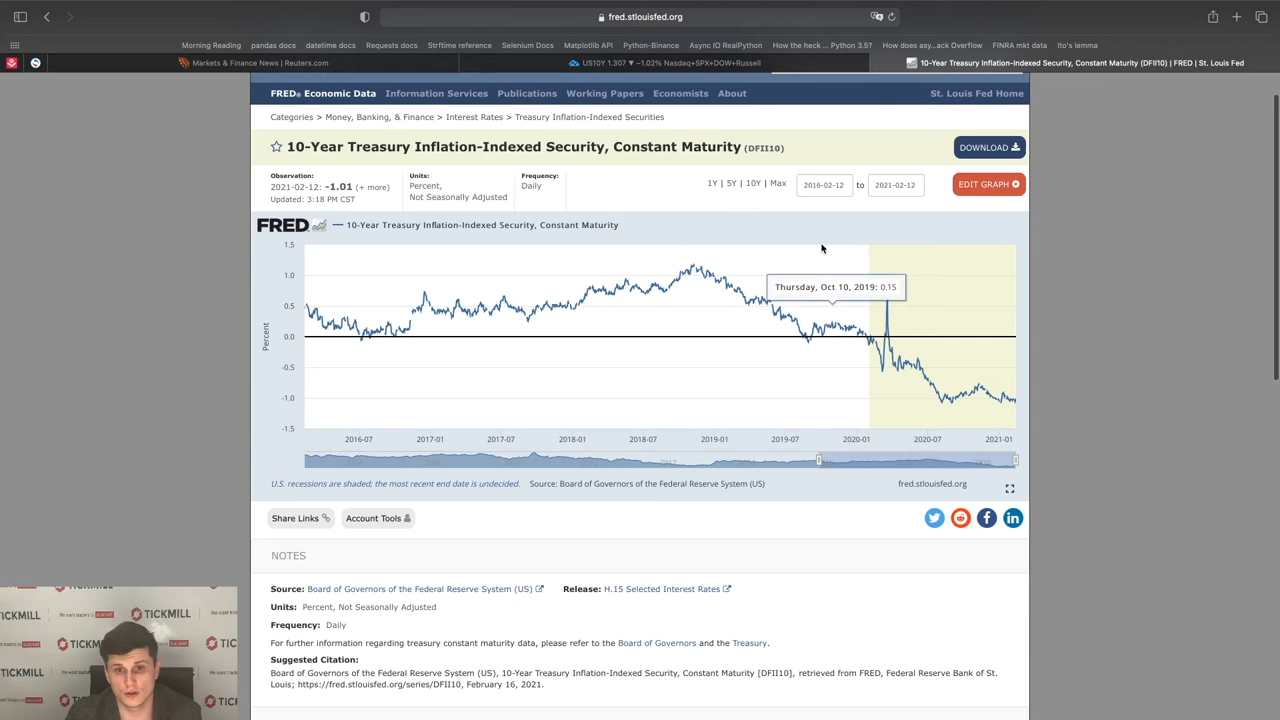 fred.stlouisfed.org
Morning Reading pandas docs datetime docs Requests docs Strftime reference Selenium Docs Matplotlib API Python-Binance Async IO RealPython How the heck ... Python 3.5? How does asy...ack Overflow FINRA mkt data Ito's lemma
Markets & Finance News | Reuters.com US10Y 1.307 ▼ −1.02% Nasdaq+SPX+DOW+Russell 10-Year Treasury Inflation-Indexed Security, Constant Maturity (DFII10) | FRED | St. Louis Fed
FRED® Economic Data Information Services Publications Working Papers Economists About St. Louis Fed Home
Categories > Money, Banking, & Finance > Interest Rates > Treasury Inflation-Indexed Securities
10-Year Treasury Inflation-Indexed Security, Constant Maturity (DFII10) DOWNLOAD
Observation: Units: Frequency:
2021-02-12: -1.01 (+ more) Percent, Daily 1Y | 5Y | 10Y | Max 2016-02-12 to 2021-02-12 EDIT GRAPH
Updated: 3:18 PM CST Not Seasonally Adjusted
FRED 10-Year Treasury Inflation-Indexed Security, Constant Maturity
1.5
1.0
Thursday, Oct 10, 2019: 0.15
0.5
0.0
-0.5
-1.0
-1.5
Percent
2016-07 2017-01 2017-07 2018-01 2018-07 2019-01 2019-07 2020-01 2020-07 2021-01
U.S. recessions are shaded; the most recent end date is undecided. Source: Board of Governors of the Federal Reserve System (US) fred.stlouisfed.org
Share Links Account Tools
NOTES
Source: Board of Governors of the Federal Reserve System (US) Release: H.15 Selected Interest Rates
Units: Percent, Not Seasonally Adjusted
Frequency: Daily
For further information regarding treasury constant maturity data, please refer to the Board of Governors and the Treasury.
Suggested Citation:
Board of Governors of the Federal Reserve System (US), 10-Year Treasury Inflation-Indexed Security, Constant Maturity [DFII10], retrieved from FRED, Federal Reserve Bank of St.
Louis; https://fred.stlouisfed.org/series/DFII10, February 16, 2021.
TICKMILL
TICKMILL
TICKMILL
TICKMILL
TICKMILL
TICKMILL